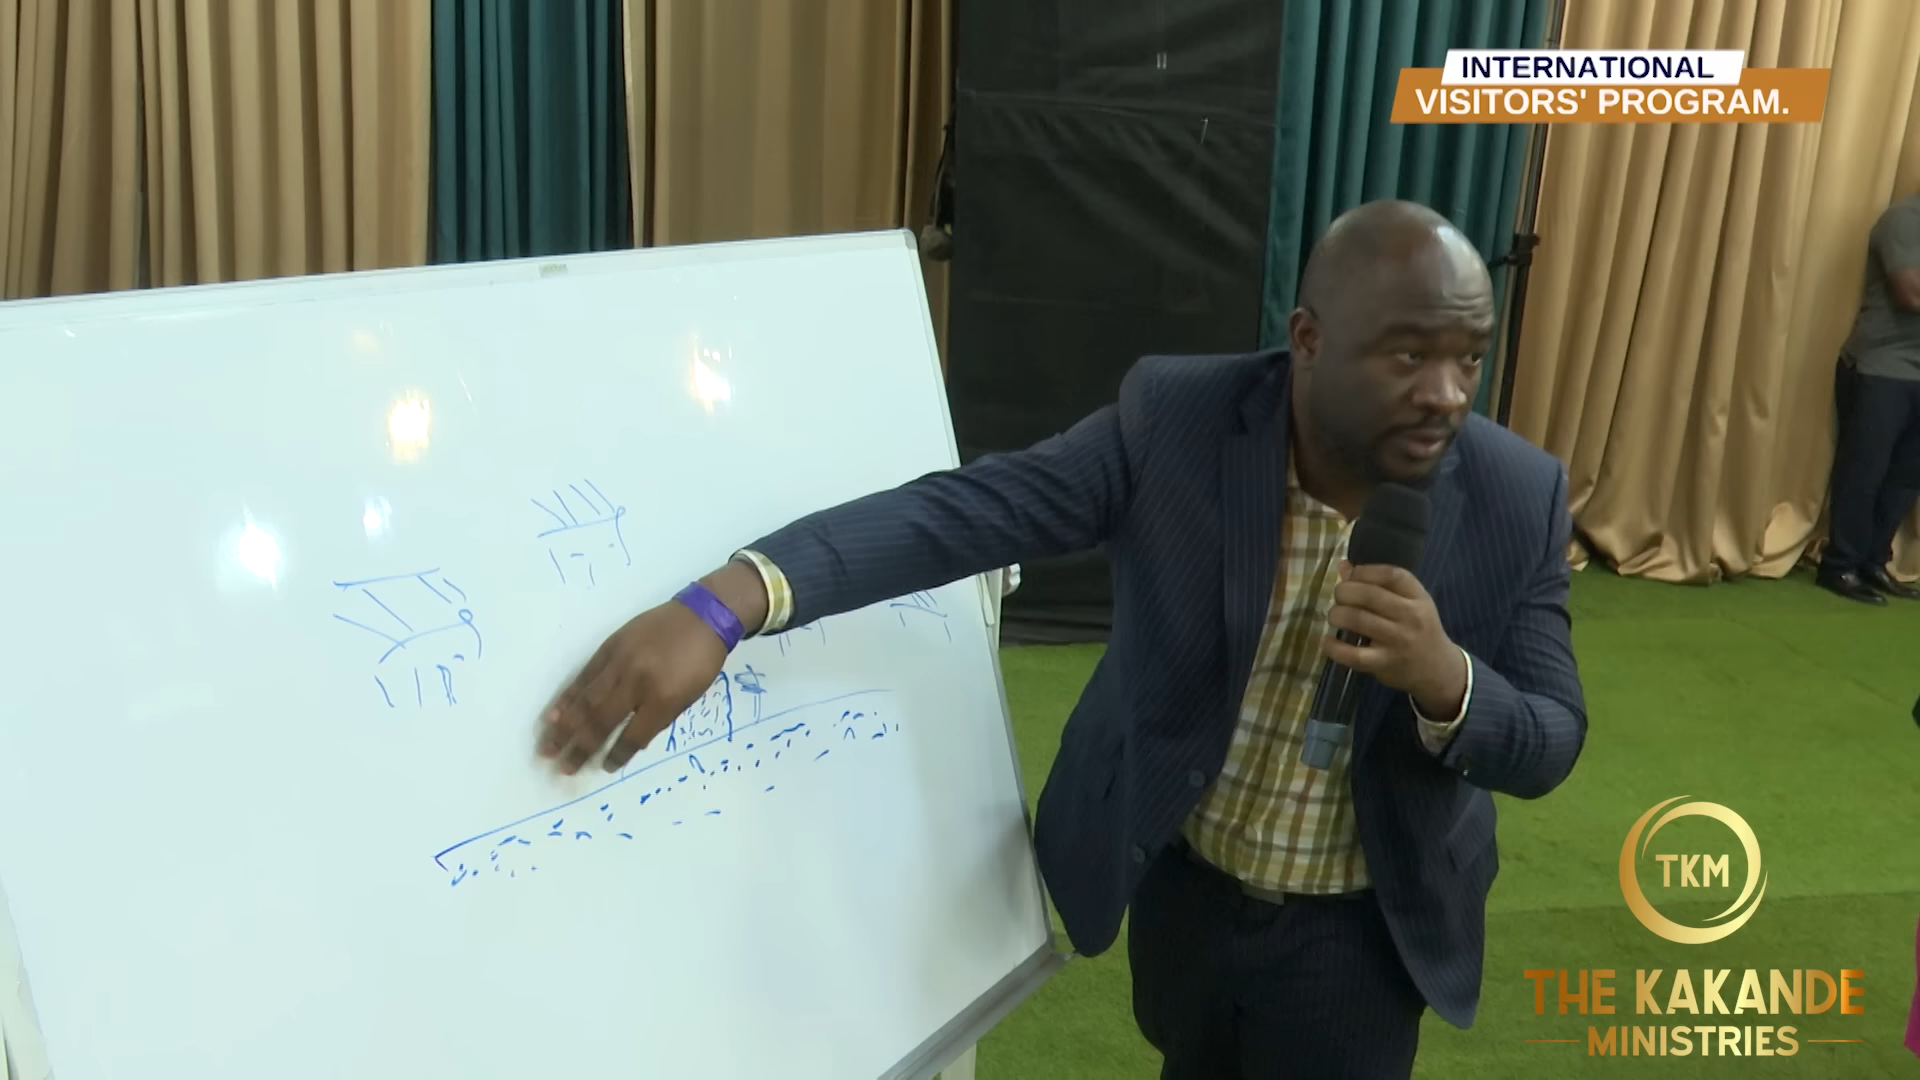 INTERNATIONAL
VISITORS' PROGRAM.
TKM
THE KAKANDE
MINISTRIES